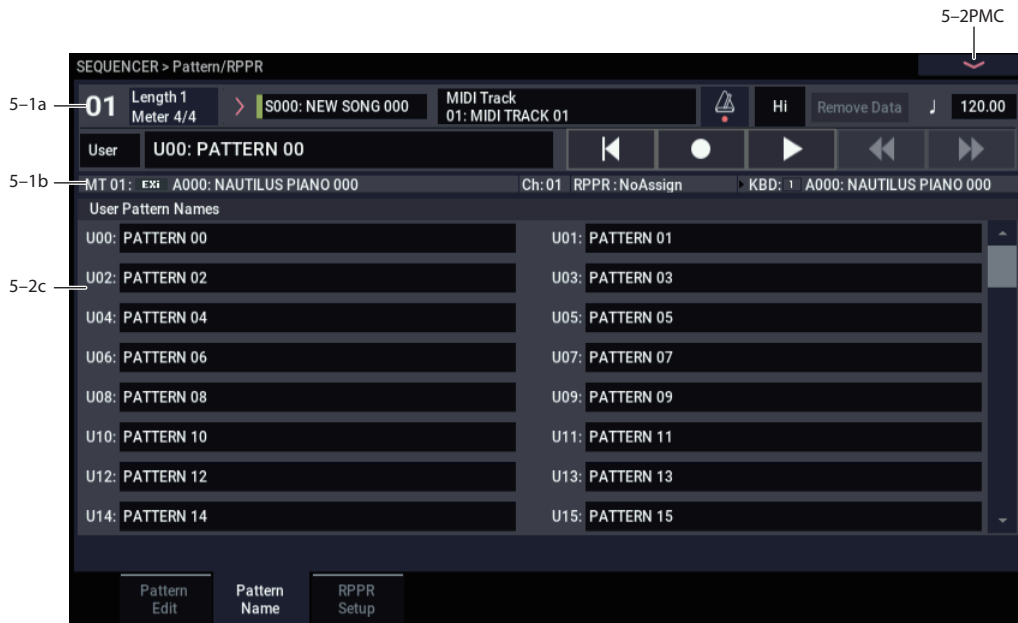 5–2PMC
SEQUENCER > Pattern/RPPR
5–1a
01
Length 1
Meter 4/4
S000: NEW SONG 000
MIDI Track
01: MIDI TRACK 01
Hi
Remove Data
♩
120.00
User
U00: PATTERN 00
5–1b
MT 01: EXi A000: NAUTILUS PIANO 000
Ch: 01 RPPR : NoAssign
KBD: 1 A000: NAUTILUS PIANO 000
User Pattern Names
U00: PATTERN 00
U01: PATTERN 01
5–2c
U02: PATTERN 02
U03: PATTERN 03
U04: PATTERN 04
U05: PATTERN 05
U06: PATTERN 06
U07: PATTERN 07
U08: PATTERN 08
U09: PATTERN 09
U10: PATTERN 10
U11: PATTERN 11
U12: PATTERN 12
U13: PATTERN 13
U14: PATTERN 14
U15: PATTERN 15
Pattern
Edit
Pattern
Name
RPPR
Setup